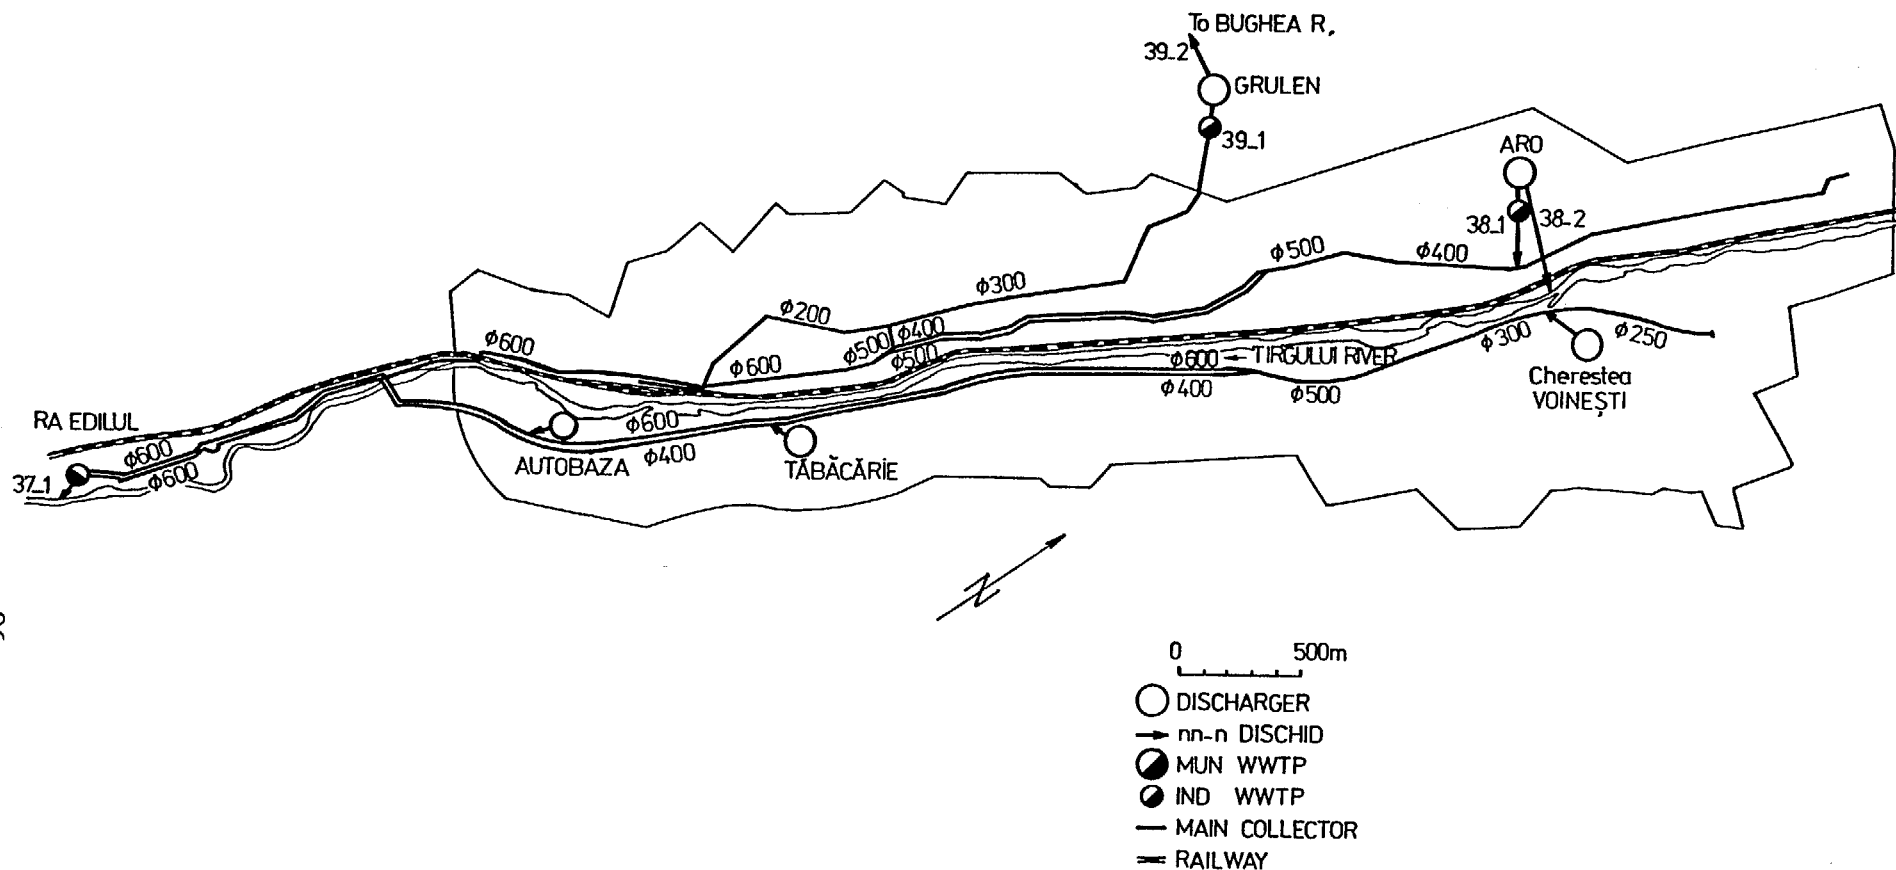 To BUGHEA R.
39_2
GRULEN
39_1
ARO
38_1
38_2
ϕ500
ϕ400
ϕ300
ϕ200
ϕ400
ϕ600
ϕ500
ϕ500
ϕ600
ϕ600
TIRGULUI RIVER
ϕ300
ϕ250
ϕ400
ϕ500
Cherestea
VOINEȘTI
RA EDILUL
ϕ600
ϕ600
37_1
ϕ600
ϕ400
AUTOBAZA
TĂBĂCĂRİE
N
0 500m
DISCHARGER
nn-n DISCHID
MUN WWTP
IND WWTP
MAIN COLLECTOR
RAILWAY